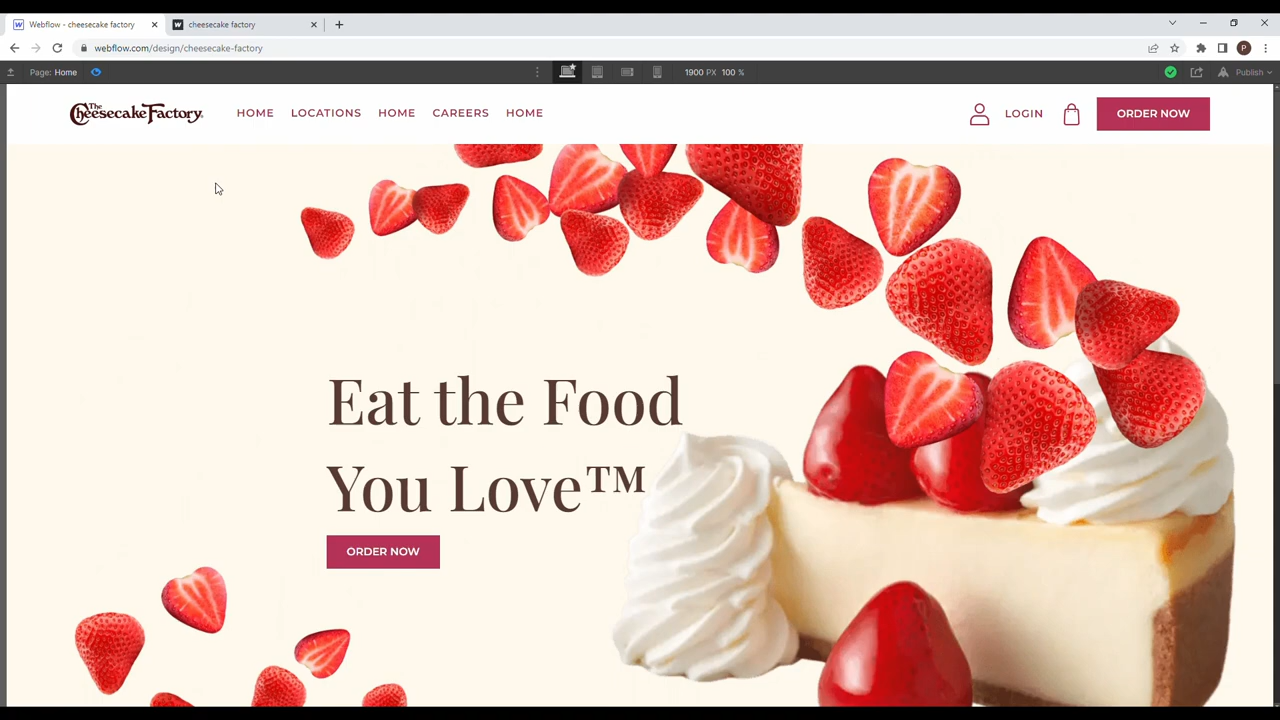 Webflow - cheesecake factory
cheesecake factory
webflow.com/design/cheesecake-factory
P
Page: Home
1900 PX 100 %
Publish
The Cheesecake Factory
HOME LOCATIONS HOME CAREERS HOME
LOGIN
ORDER NOW
Eat the Food
You Love™
ORDER NOW